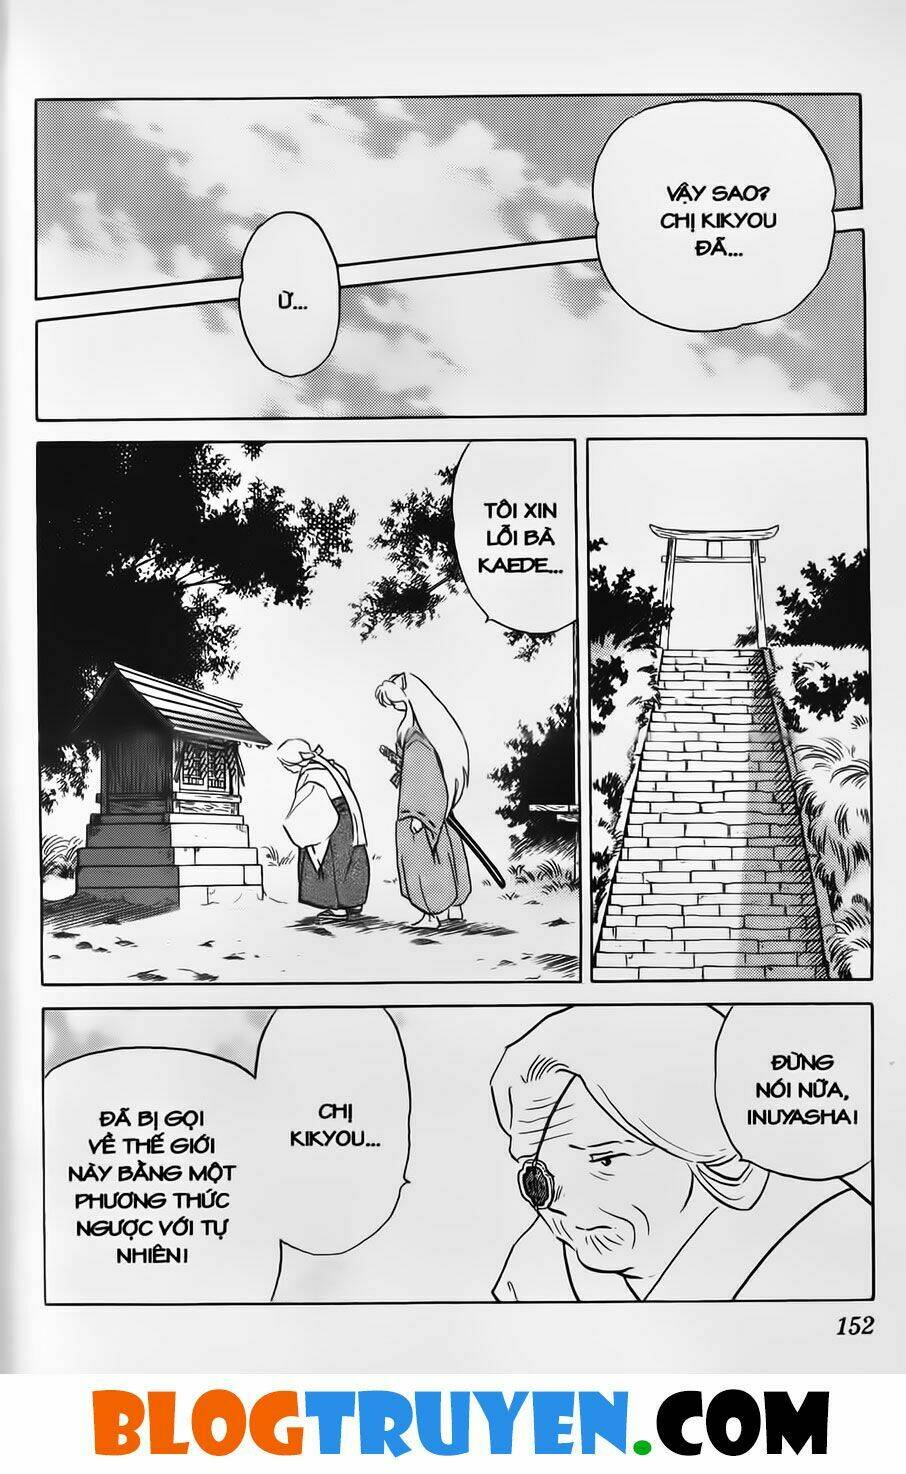 VẬY SAO?
CHỊ KIKYOU
ĐÃ...
Ừ...
TÔI XIN
LỖI BÀ
KAEDE...
ĐỪNG
NÓI NỮA,
INUYASHA!
CHỊ
KIKYOU...
ĐÃ BỊ GỌI
VỀ THẾ GIỚI
NÀY BẰNG MỘT
PHƯƠNG THỨC
NGƯỢC VỚI TỰ
NHIÊN!
152
BLOGTRUYEN.COM